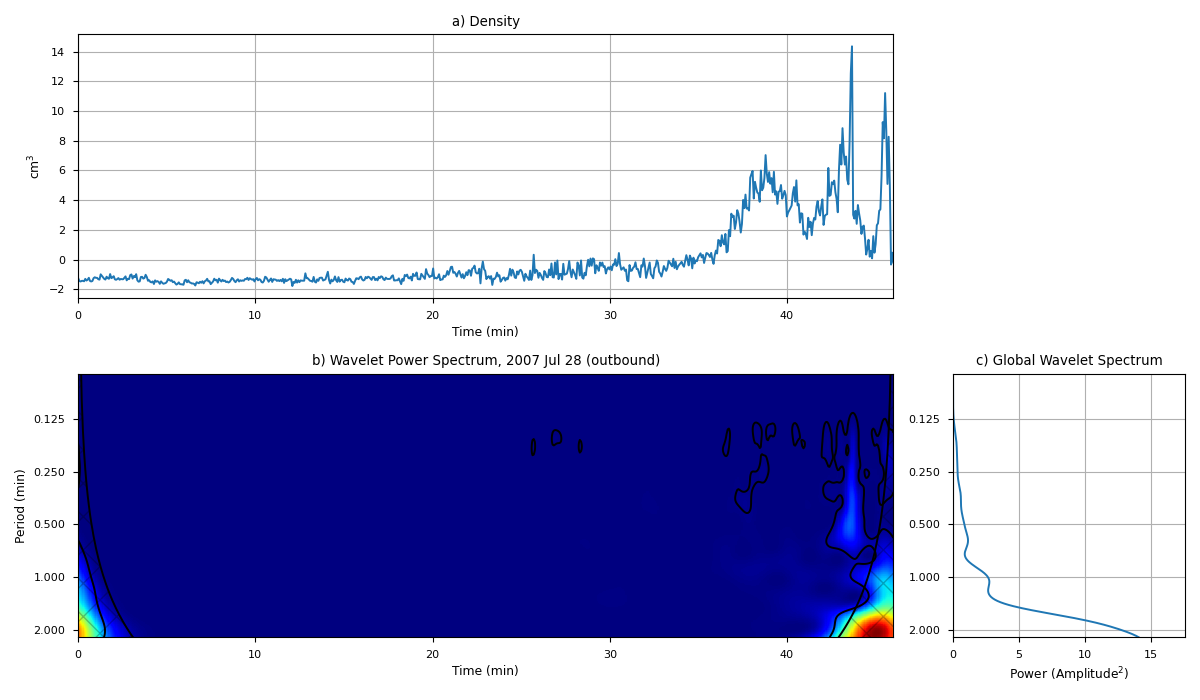 a) Density
cm3
14
12
10
8
6
4
2
0
−2
0 10 20 30 40
Time (min)
b) Wavelet Power Spectrum, 2007 Jul 28 (outbound)
Period (min)
0.125
0.250
0.500
1.000
2.000
0 10 20 30 40
Time (min)
c) Global Wavelet Spectrum
0.125
0.250
0.500
1.000
2.000
0 5 10 15
Power (Amplitude2)